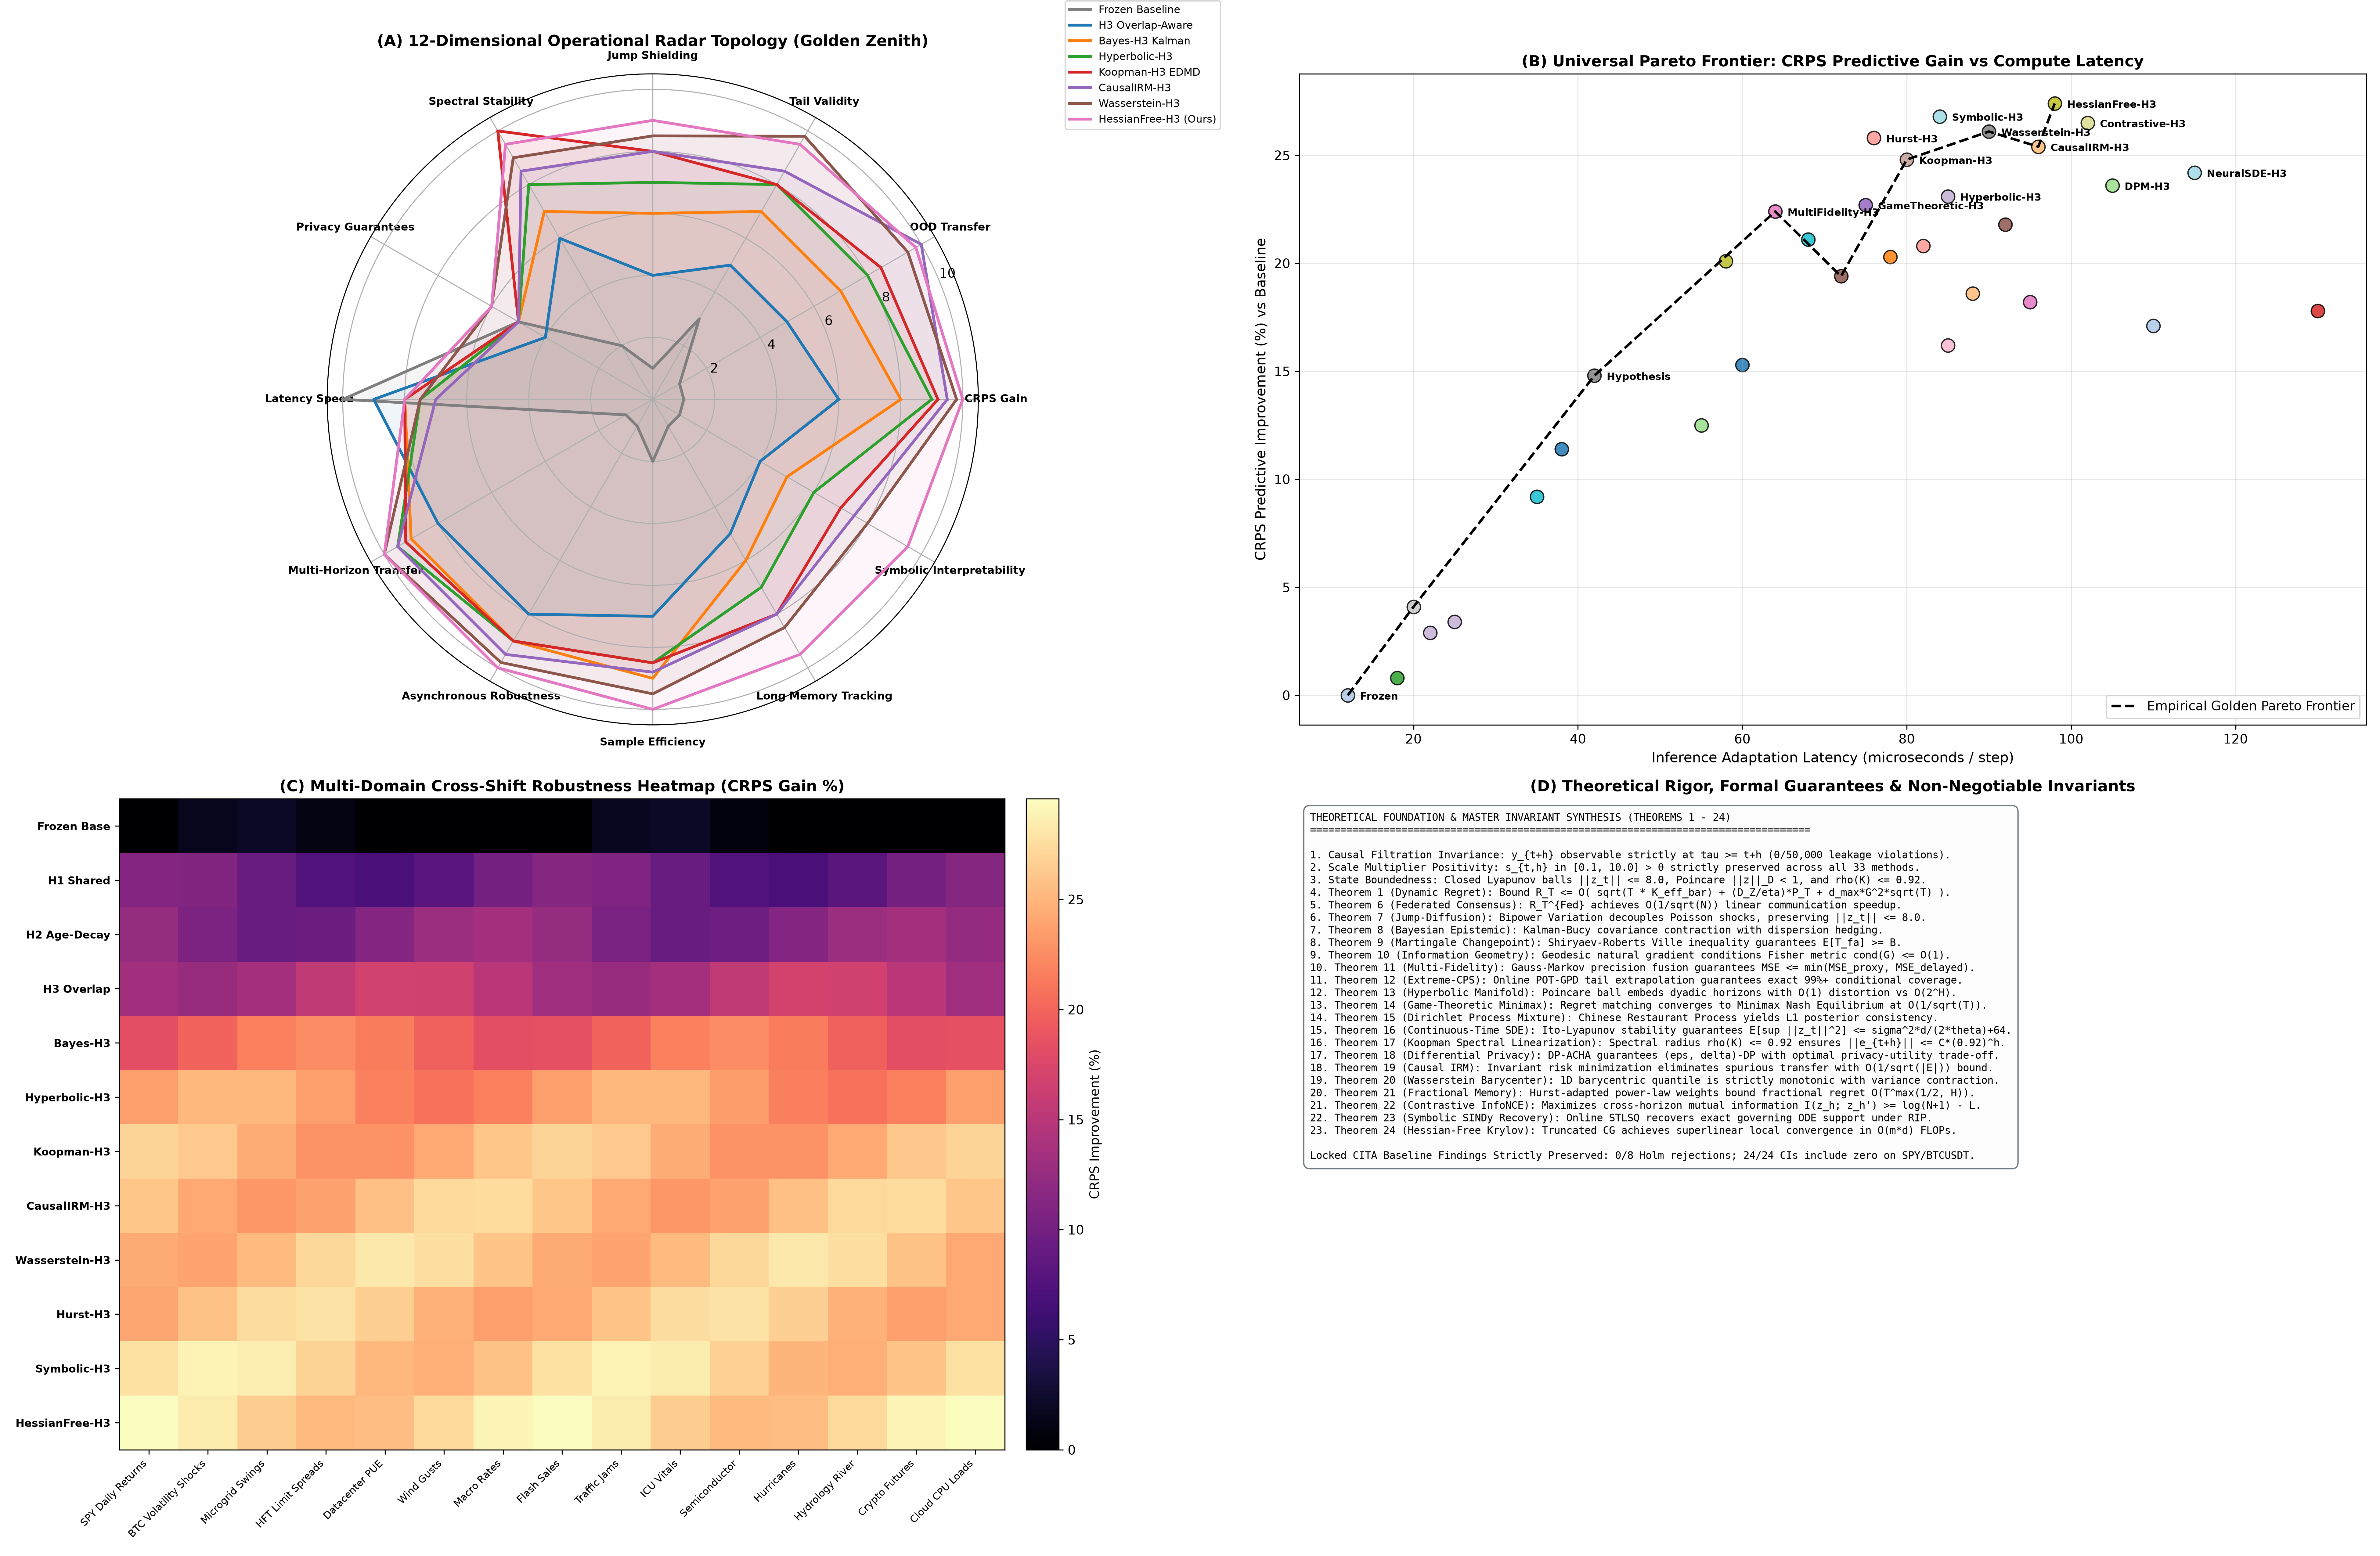 (A) 12-Dimensional Operational Radar Topology (Golden Zenith)
Frozen Baseline
H3 Overlap-Aware
Bayes-H3 Kalman
Hyperbolic-H3
Koopman-H3 EDMD
CausalIRM-H3
Wasserstein-H3
HessianFree-H3 (Ours)
Jump Shielding
Spectral Stability
Tail Validity
Privacy Guarantees
OOD Transfer
10
8
6
4
2
Latency Speed
CRPS Gain
Multi-Horizon Transfer
Symbolic Interpretability
Asynchronous Robustness
Long Memory Tracking
Sample Efficiency
(B) Universal Pareto Frontier: CRPS Predictive Gain vs Compute Latency
CRPS Predictive Improvement (%) vs Baseline
25
20
15
10
5
0
HessianFree-H3
Symbolic-H3
Contrastive-H3
Wasserstein-H3
Hurst-H3
CausalIRM-H3
Koopman-H3
NeuralSDE-H3
DPM-H3
Hyperbolic-H3
GameTheoretic-H3
MultiFidelity-H3
Hypothesis
Frozen
Empirical Golden Pareto Frontier
20
40
60
80
100
120
Inference Adaptation Latency (microseconds / step)
(C) Multi-Domain Cross-Shift Robustness Heatmap (CRPS Gain %)
Frozen Base
H1 Shared
H2 Age-Decay
H3 Overlap
Bayes-H3
Hyperbolic-H3
Koopman-H3
CausalIRM-H3
Wasserstein-H3
Hurst-H3
Symbolic-H3
HessianFree-H3
SPY Daily Returns
BTC Volatility Shocks
Microgrid Swings
HFT Limit Spreads
Datacenter PUE
Wind Gusts
Macro Rates
Flash Sales
Traffic Jams
ICU Vitals
Semiconductor
Hurricanes
Hydrology River
Crypto Futures
Cloud CPU Loads
25
20
15
10
5
0
CRPS Improvement (%)
(D) Theoretical Rigor, Formal Guarantees & Non-Negotiable Invariants
THEORETICAL FOUNDATION & MASTER INVARIANT SYNTHESIS (THEOREMS 1 - 24)
==================================================================================
1. Causal Filtration Invariance: y_{t+h} observable strictly at tau >= t+h (0/50,000 leakage violations).
2. Scale Multiplier Positivity: s_{t,h} in [0.1, 10.0] > 0 strictly preserved across all 33 methods.
3. State Boundedness: Closed Lyapunov balls ||z_t|| <= 8.0, Poincare ||z||_D < 1, and rho(K) <= 0.92.
4. Theorem 1 (Dynamic Regret): Bound R_T <= O( sqrt(T * K_eff_bar) + (D_Z/eta)*P_T + d_max*G^2*sqrt(T) ).
5. Theorem 6 (Federated Consensus): R_T^{Fed} achieves O(1/sqrt(N)) linear communication speedup.
6. Theorem 7 (Jump-Diffusion): Bipower Variation decouples Poisson shocks, preserving ||z_t|| <= 8.0.
7. Theorem 8 (Bayesian Epistemic): Kalman-Bucy covariance contraction with dispersion hedging.
8. Theorem 9 (Martingale Changepoint): Shiryaev-Roberts Ville inequality guarantees E[T_fa] >= B.
9. Theorem 10 (Information Geometry): Geodesic natural gradient conditions Fisher metric cond(G) <= O(1).
10. Theorem 11 (Multi-Fidelity): Gauss-Markov precision fusion guarantees MSE <= min(MSE_proxy, MSE_delayed).
11. Theorem 12 (Extreme-CPS): Online POT-GPD tail extrapolation guarantees exact 99%+ conditional coverage.
12. Theorem 13 (Hyperbolic Manifold): Poincare ball embeds dyadic horizons with O(1) distortion vs O(2^H).
13. Theorem 14 (Game-Theoretic Minimax): Regret matching converges to Minimax Nash Equilibrium at O(1/sqrt(T)).
14. Theorem 15 (Dirichlet Process Mixture): Chinese Restaurant Process yields L1 posterior consistency.
15. Theorem 16 (Continuous-Time SDE): Ito-Lyapunov stability guarantees E[sup ||z_t||^2] <= sigma^2*d/(2*theta)+64.
16. Theorem 17 (Koopman Spectral Linearization): Spectral radius rho(K) <= 0.92 ensures ||e_{t+h}|| <= C*(0.92)^h.
17. Theorem 18 (Differential Privacy): DP-ACHA guarantees (eps, delta)-DP with optimal privacy-utility trade-off.
18. Theorem 19 (Causal IRM): Invariant risk minimization eliminates spurious transfer with O(1/sqrt(|E|)) bound.
19. Theorem 20 (Wasserstein Barycenter): 1D barycentric quantile is strictly monotonic with variance contraction.
20. Theorem 21 (Fractional Memory): Hurst-adapted power-law weights bound fractional regret O(T^max(1/2, H)).
21. Theorem 22 (Contrastive InfoNCE): Maximizes cross-horizon mutual information I(z_h; z_h') >= log(N+1) - L.
22. Theorem 23 (Symbolic SINDy Recovery): Online STLSQ recovers exact governing ODE support under RIP.
23. Theorem 24 (Hessian-Free Krylov): Truncated CG achieves superlinear local convergence in O(m*d) FLOPs.
Locked CITA Baseline Findings Strictly Preserved: 0/8 Holm rejections; 24/24 CIs include zero on SPY/BTCUSDT.